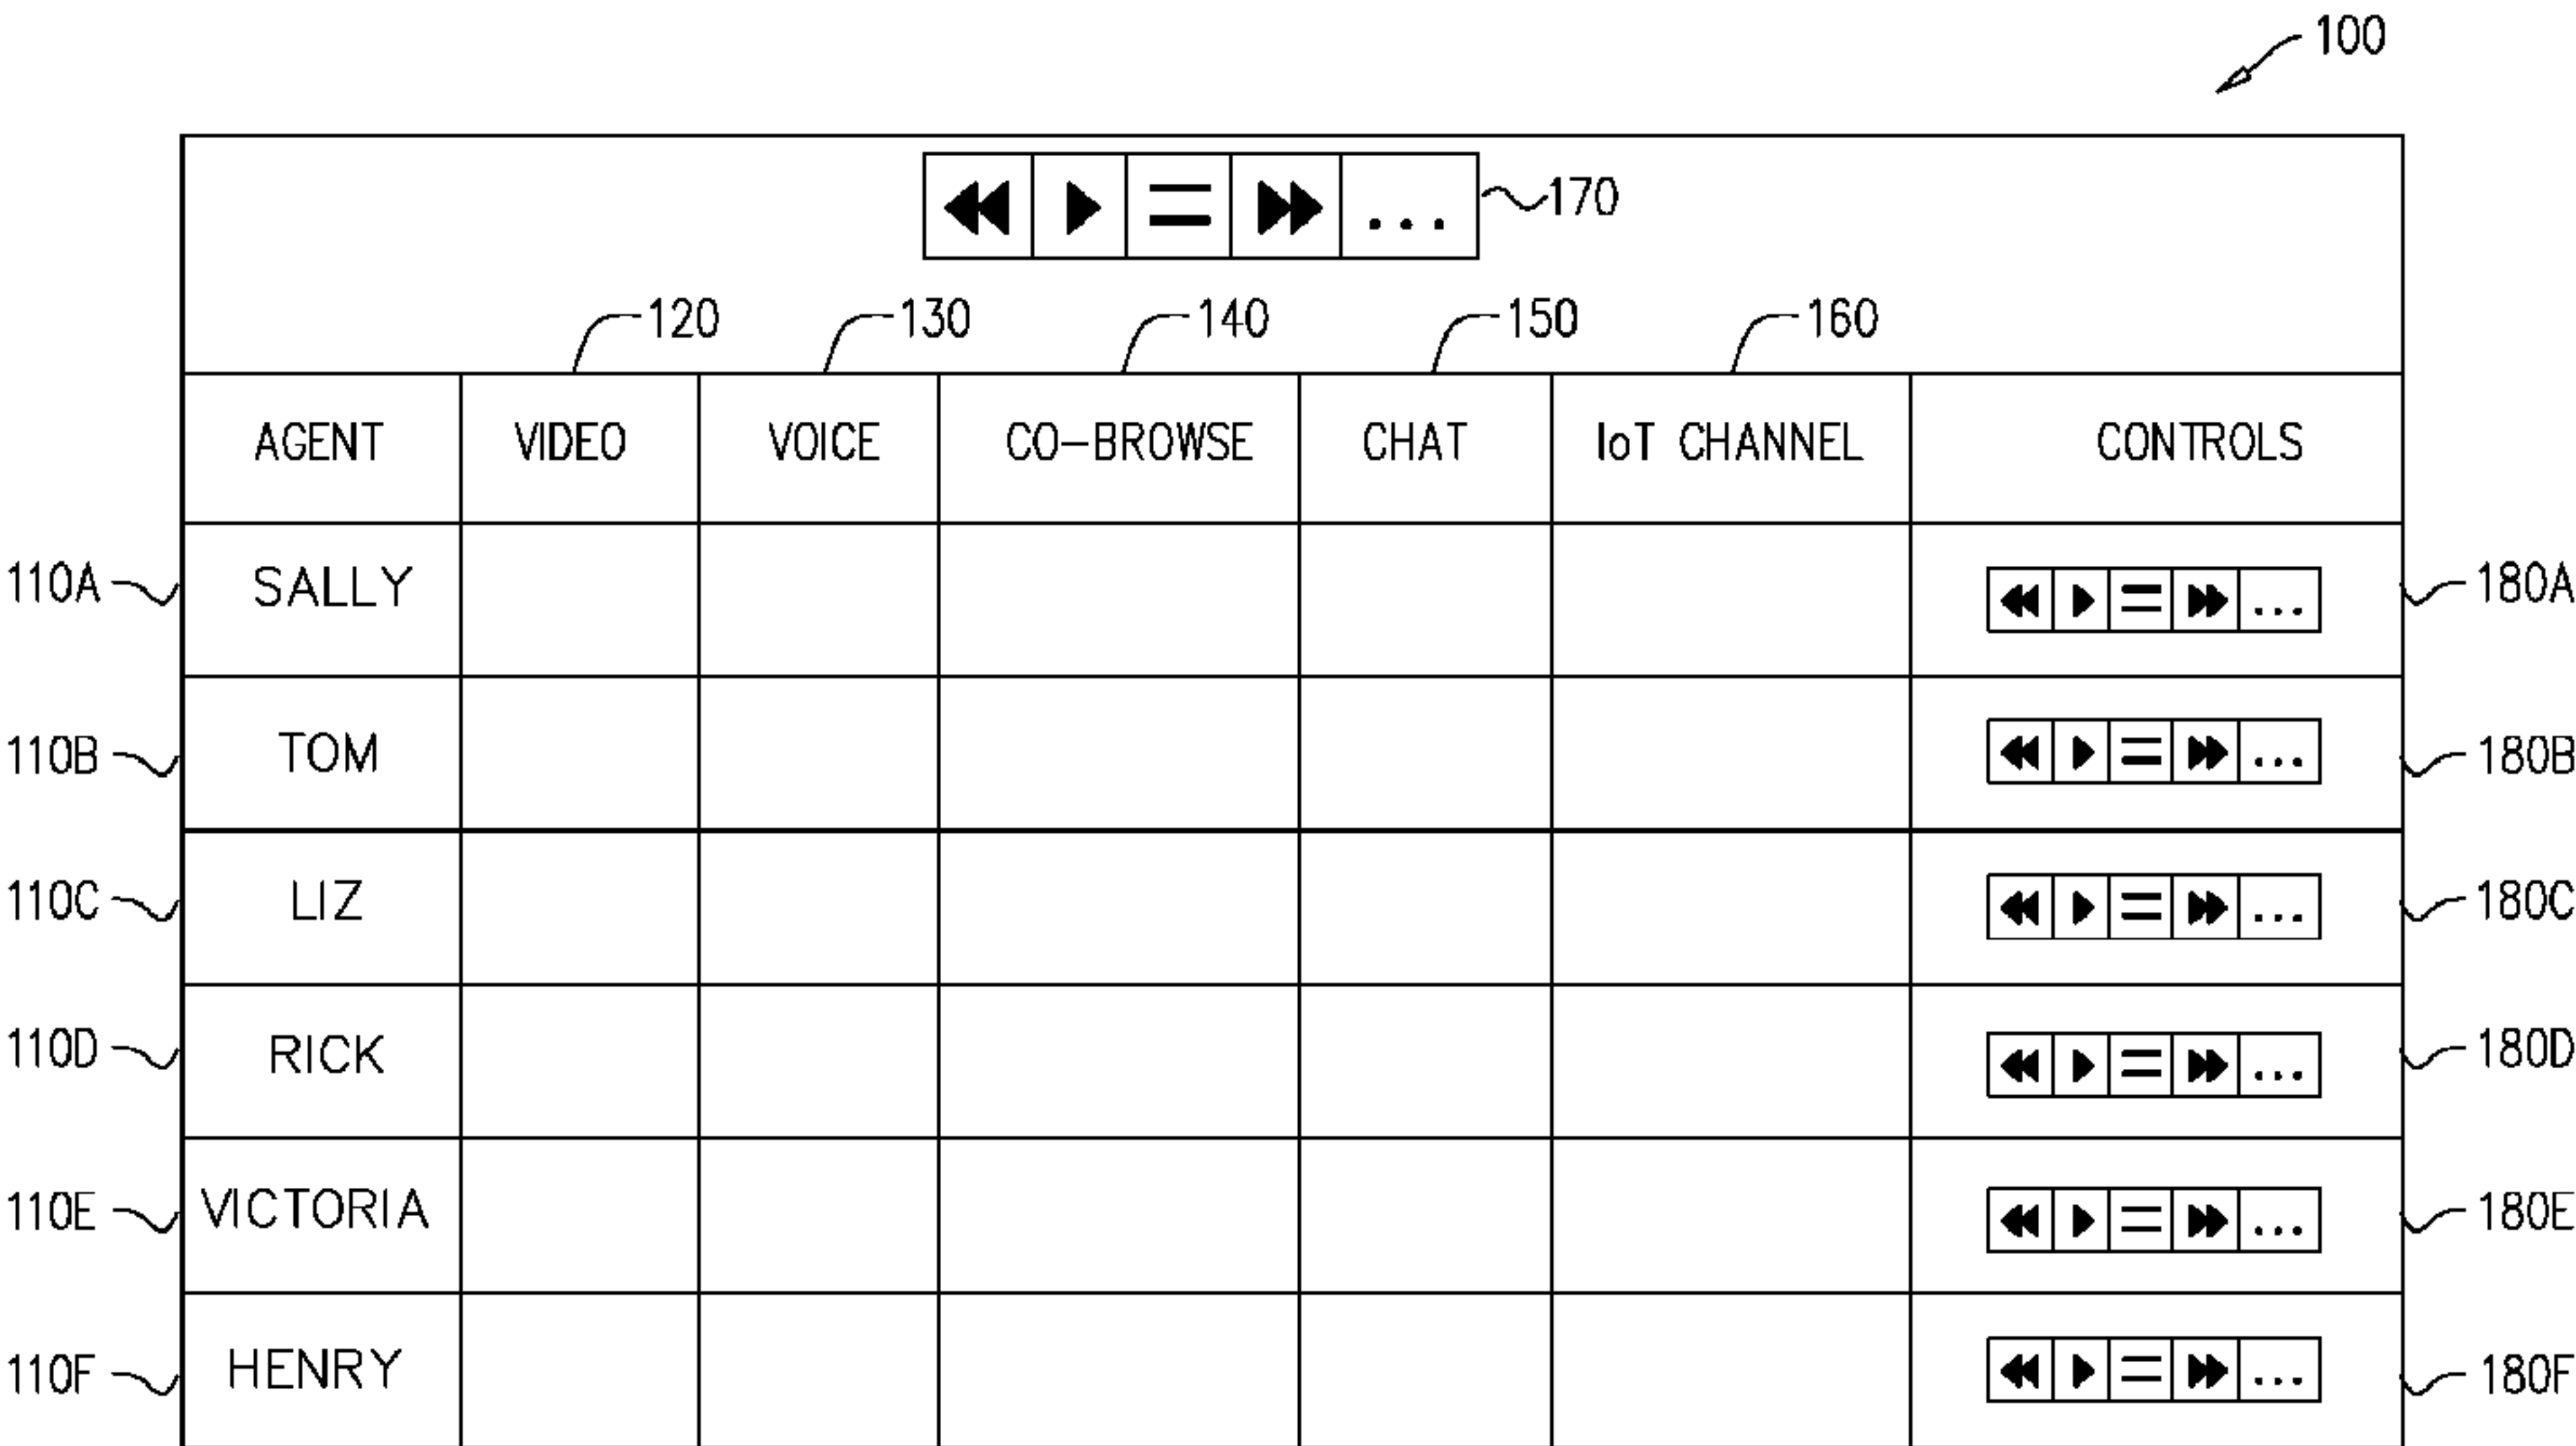 100
... 170
120 130 140 150 160
AGENT VIDEO VOICE CO-BROWSE CHAT IoT CHANNEL CONTROLS
110A SALLY ... 180A
110B TOM ... 180B
110C LIZ ... 180C
110D RICK ... 180D
110E VICTORIA ... 180E
110F HENRY ... 180F